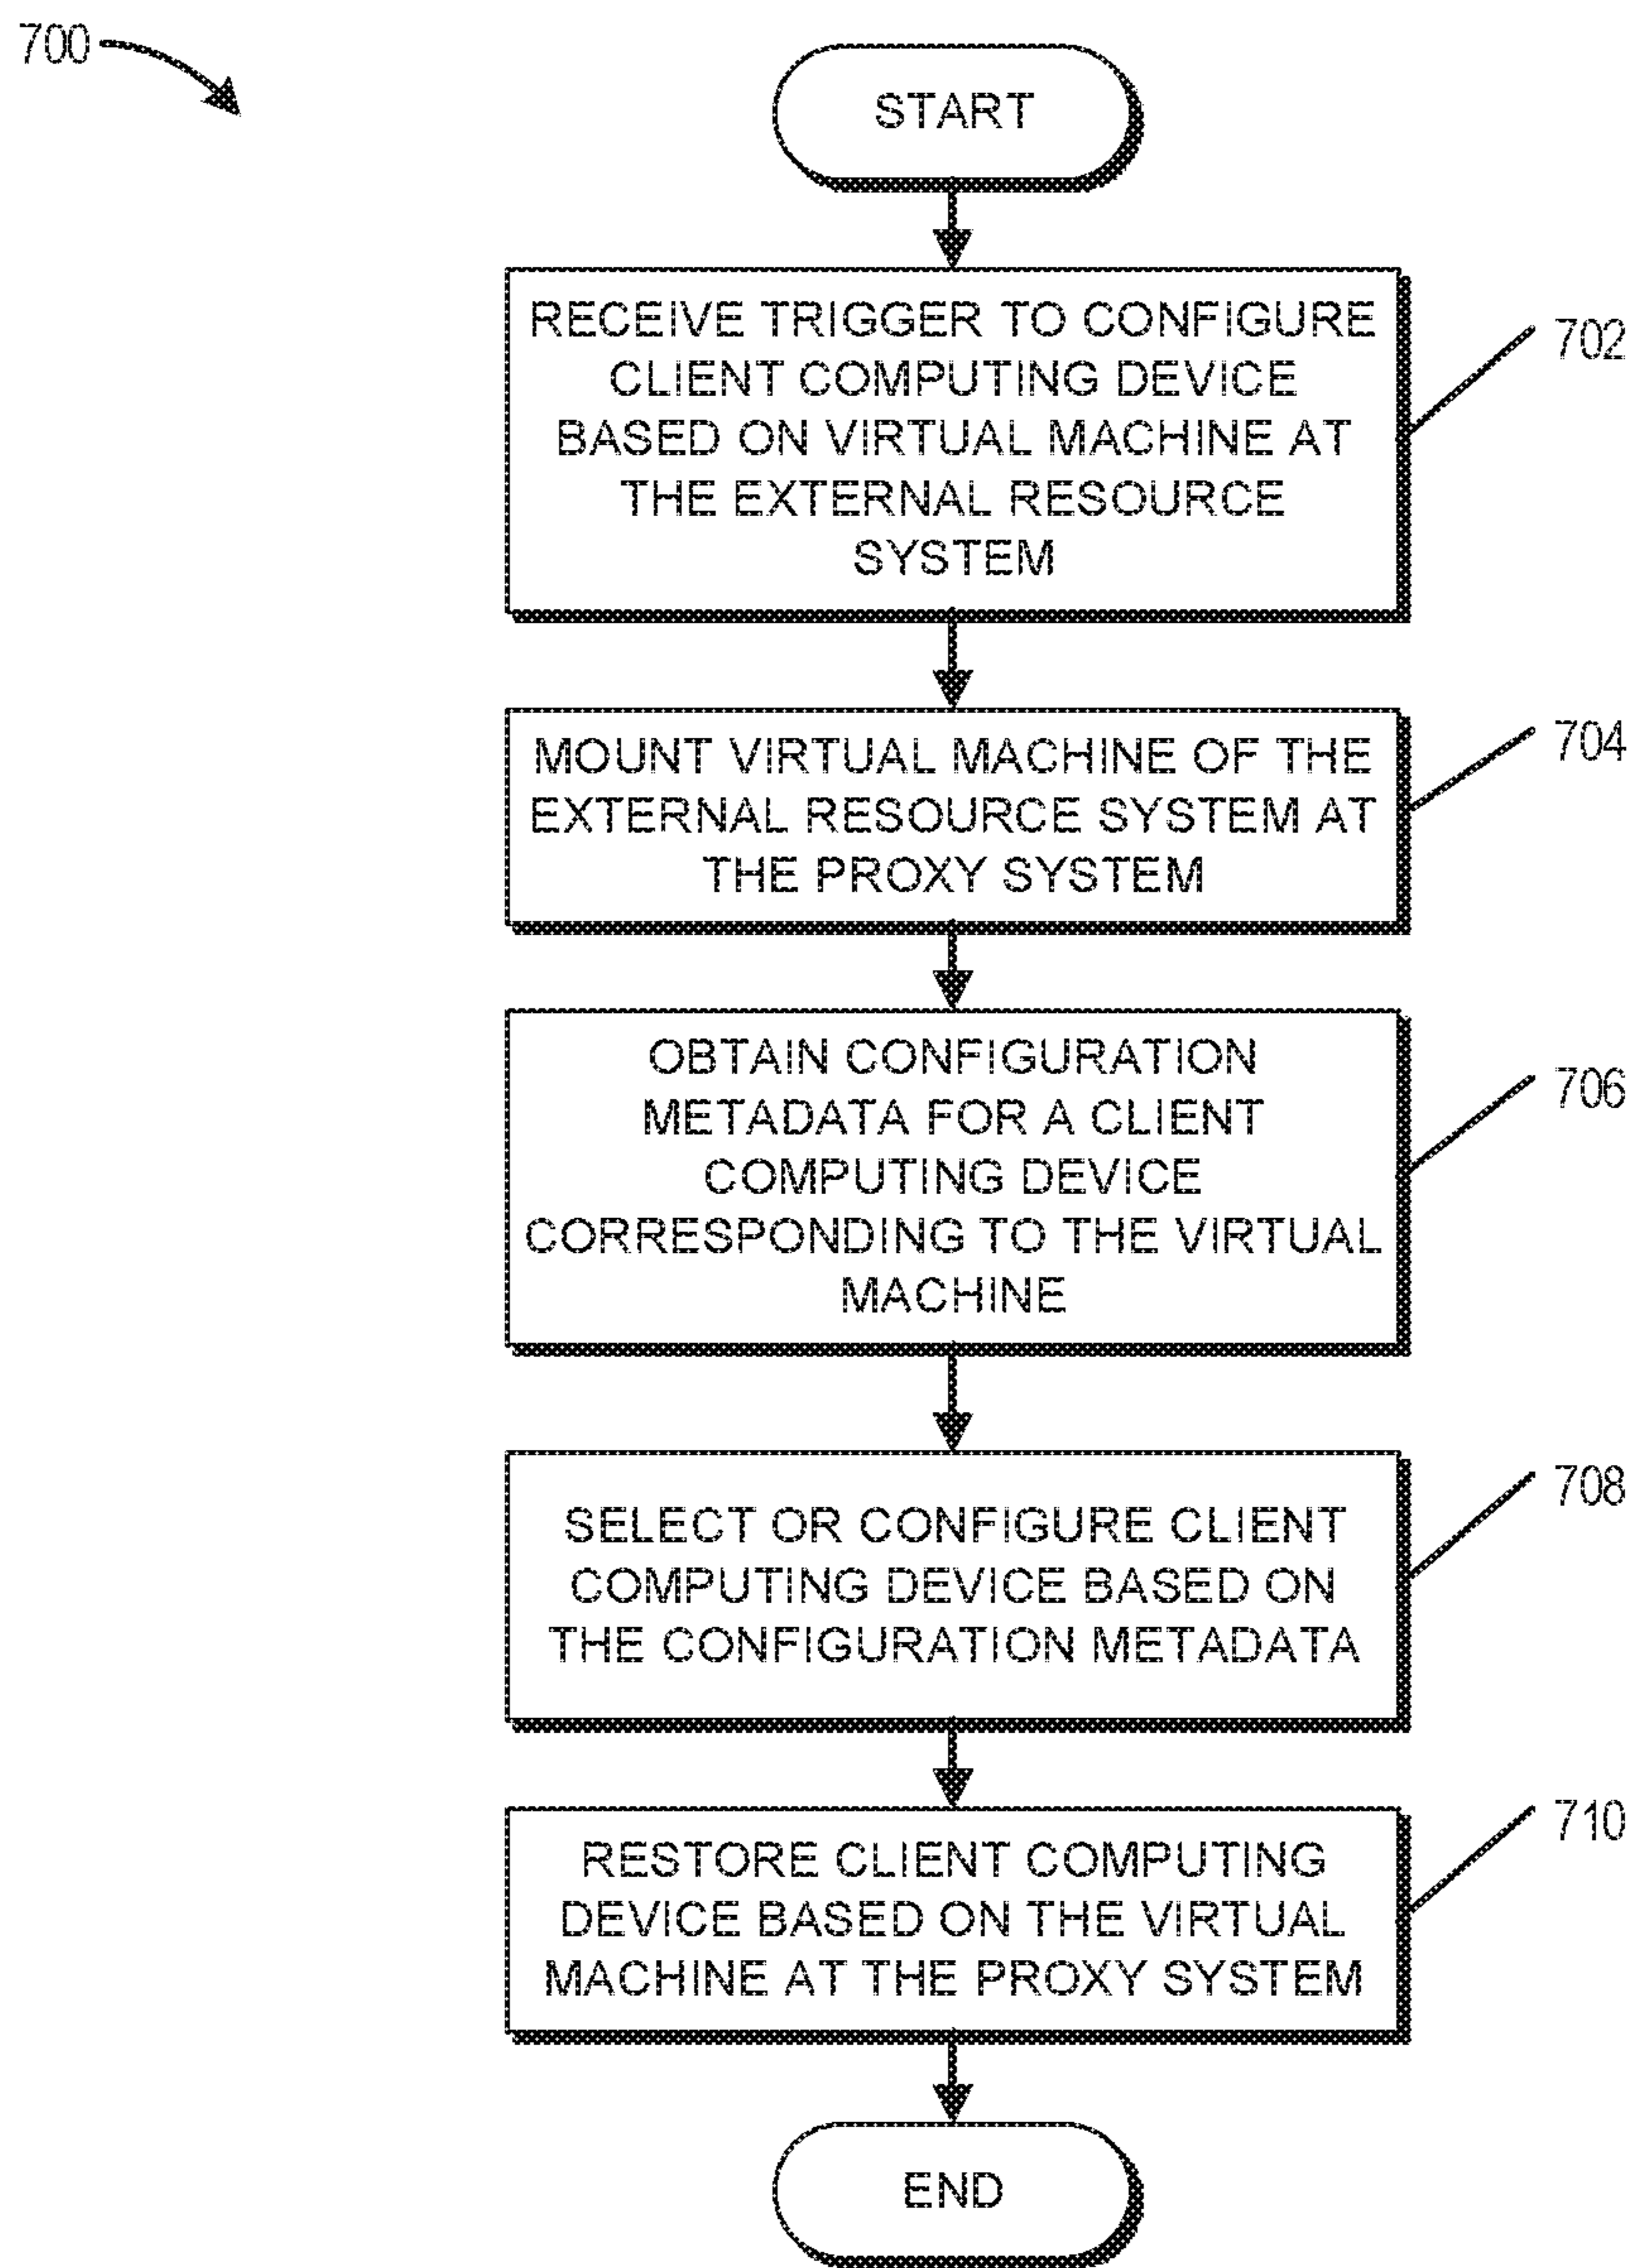 700
START
RECEIVE TRIGGER TO CONFIGURE
CLIENT COMPUTING DEVICE
BASED ON VIRTUAL MACHINE AT
THE EXTERNAL RESOURCE
SYSTEM
702
MOUNT VIRTUAL MACHINE OF THE
EXTERNAL RESOURCE SYSTEM AT
THE PROXY SYSTEM
704
OBTAIN CONFIGURATION
METADATA FOR A CLIENT
COMPUTING DEVICE
CORRESPONDING TO THE VIRTUAL
MACHINE
706
SELECT OR CONFIGURE CLIENT
COMPUTING DEVICE BASED ON
THE CONFIGURATION METADATA
708
RESTORE CLIENT COMPUTING
DEVICE BASED ON THE VIRTUAL
MACHINE AT THE PROXY SYSTEM
710
END